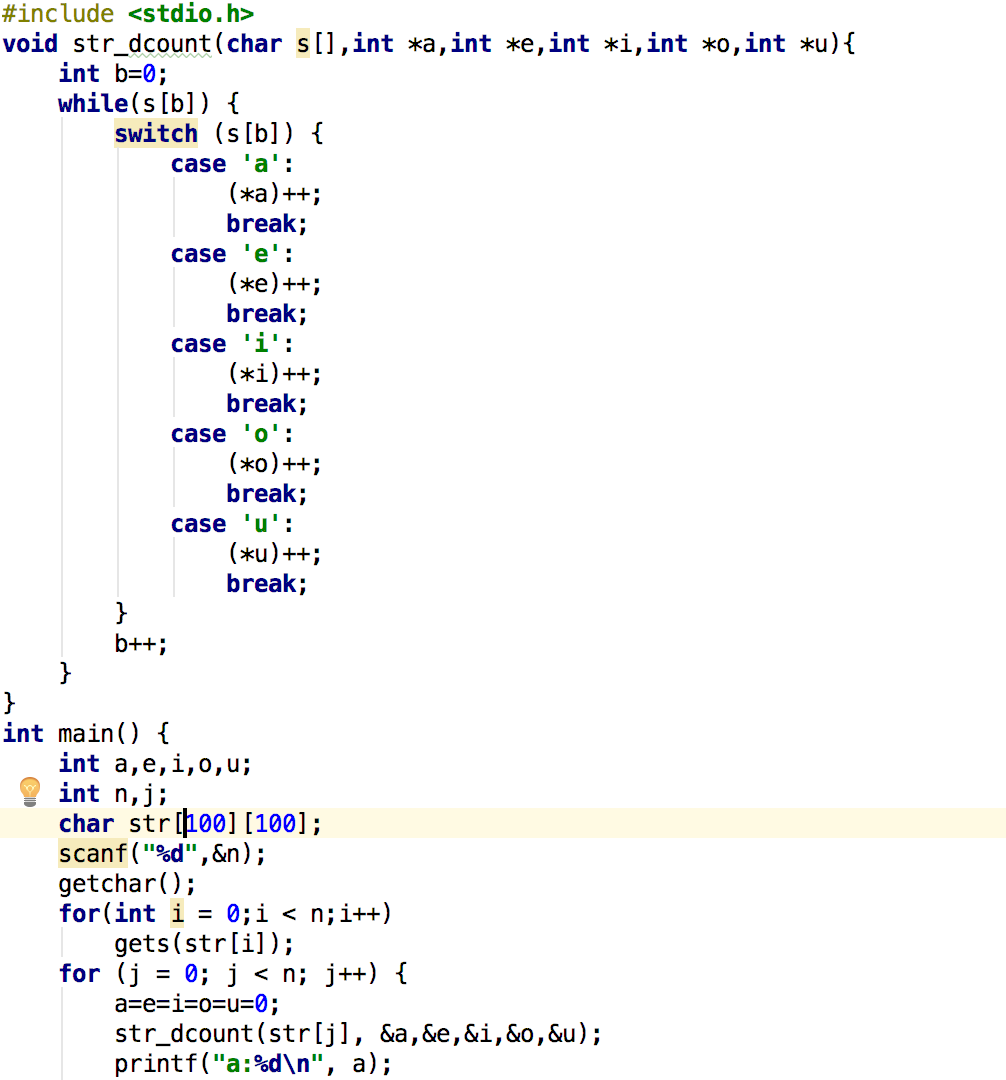 #include <stdio.h>
void str_dcount(char s[],int *a,int *e,int *i,int *o,int *u){
    int b=0;
    while(s[b]) {
        switch (s[b]) {
            case 'a':
                (*a)++;
                break;
            case 'e':
                (*e)++;
                break;
            case 'i':
                (*i)++;
                break;
            case 'o':
                (*o)++;
                break;
            case 'u':
                (*u)++;
                break;
        }
        b++;
    }
}
int main() {
    int a,e,i,o,u;
    int n,j;
    char str[100][100];
    scanf("%d",&n);
    getchar();
    for(int i = 0;i < n;i++)
        gets(str[i]);
    for (j = 0; j < n; j++) {
        a=e=i=o=u=0;
        str_dcount(str[j], &a,&e,&i,&o,&u);
        printf("a:%d\n", a);